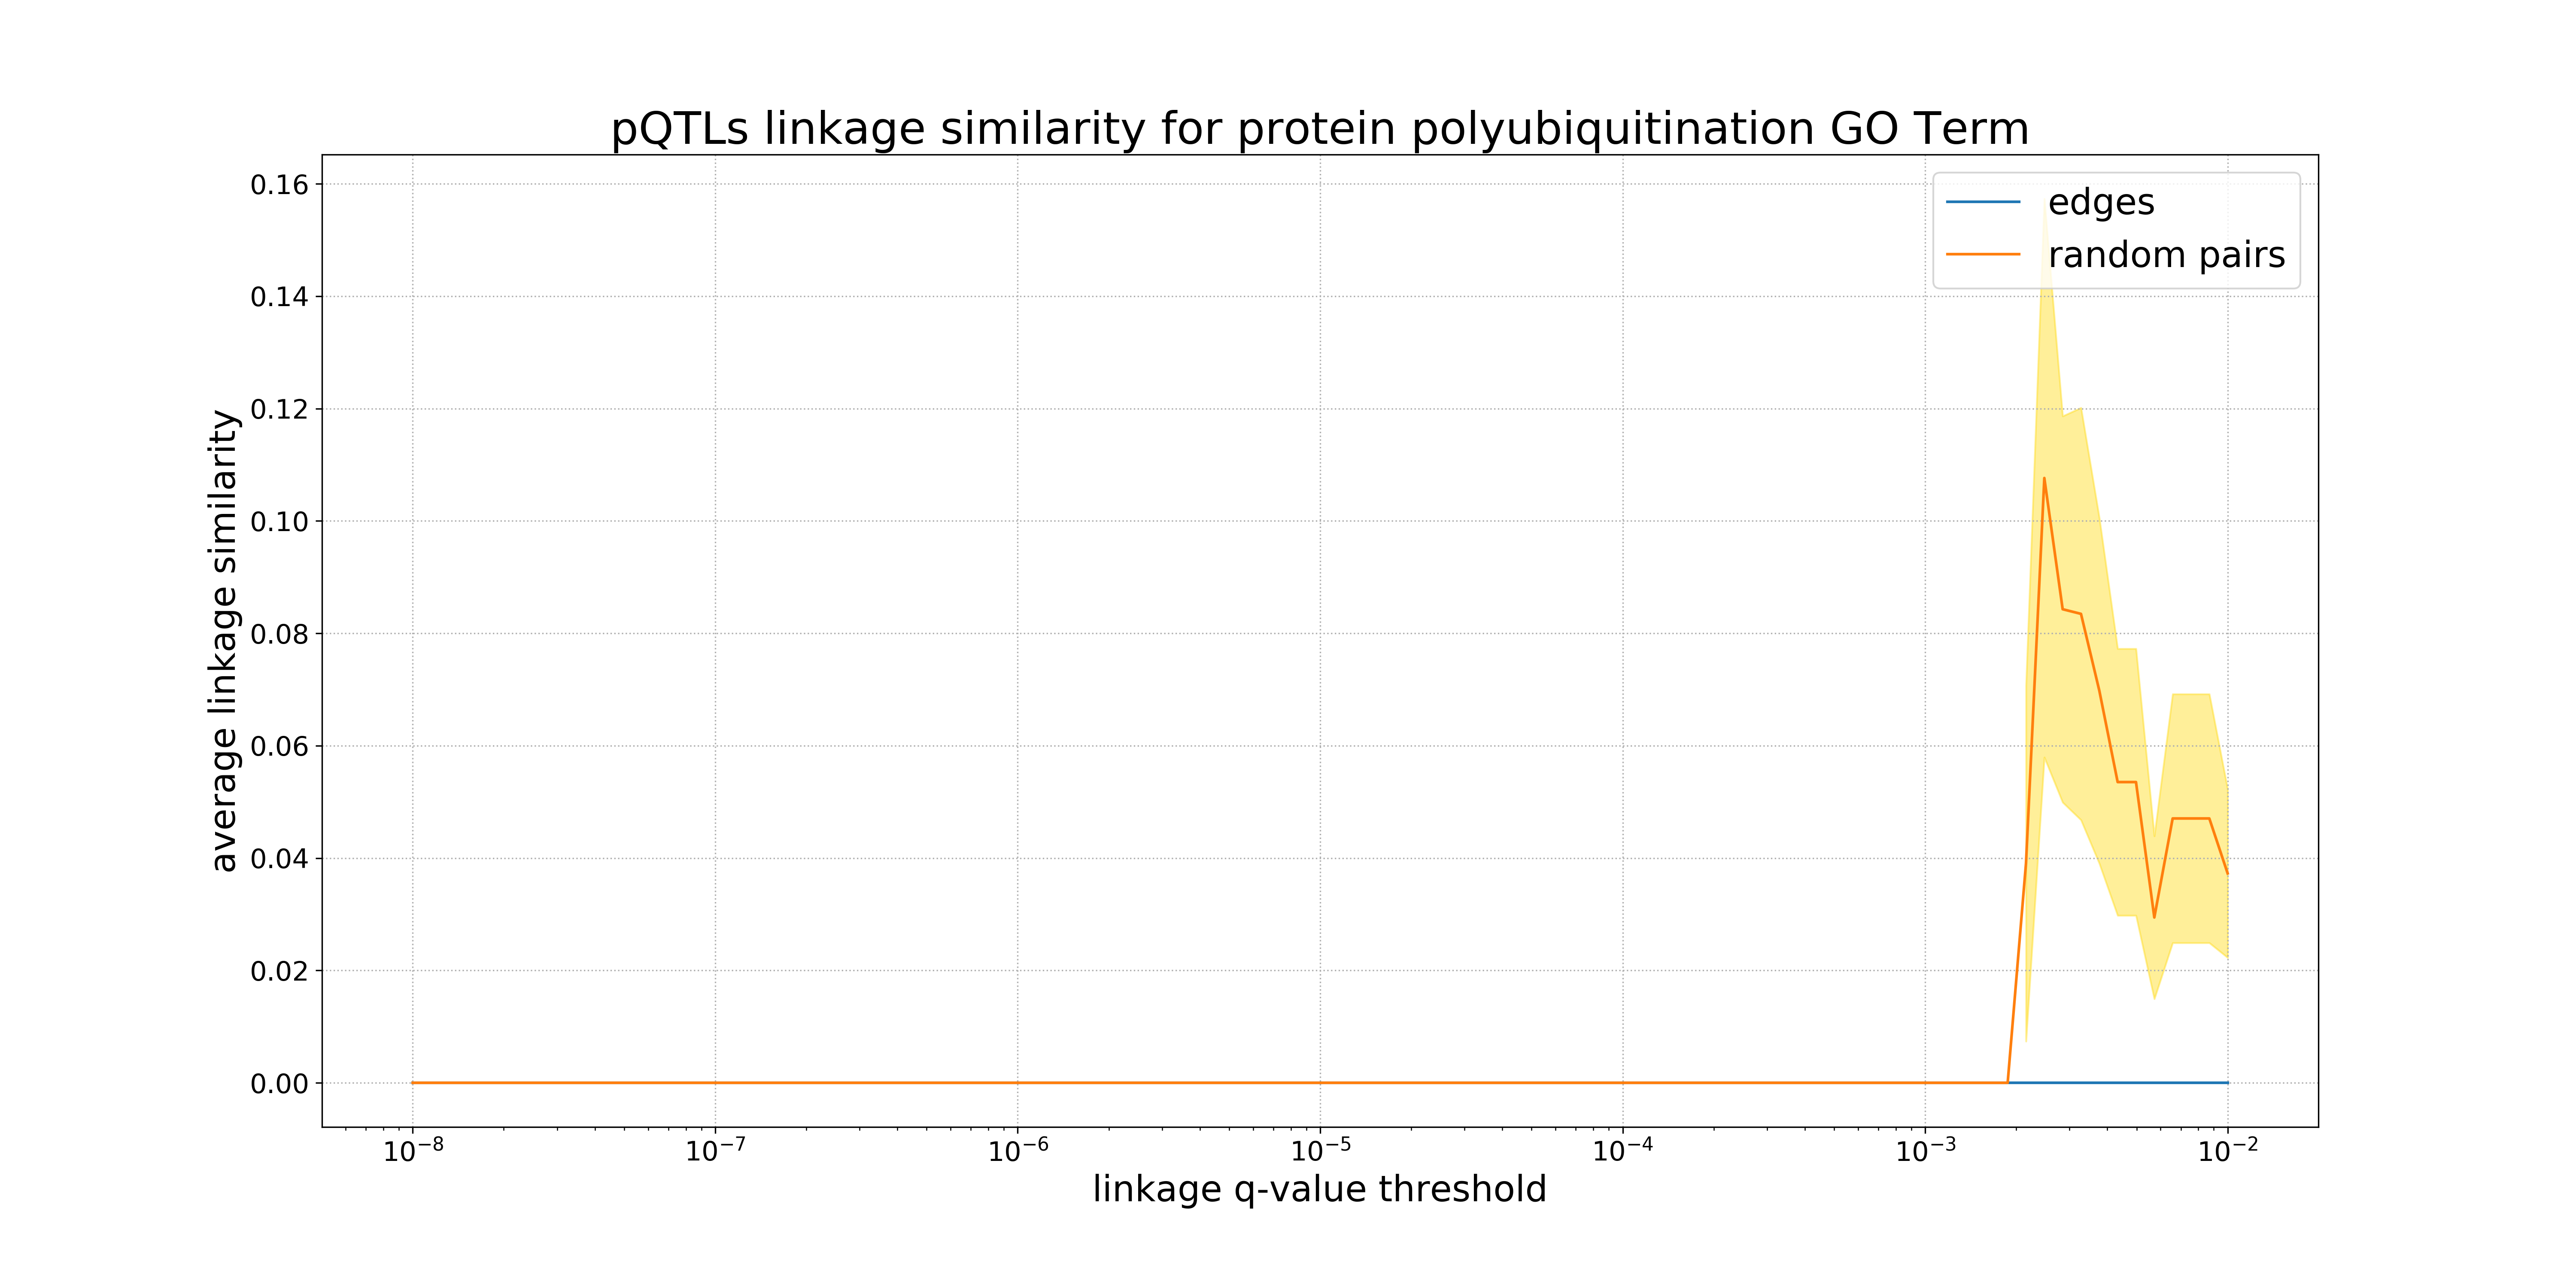 pQTLs linkage similarity for protein polyubiquitination GO Term
edges
random pairs
average linkage similarity
0.16
0.14
0.12
0.10
0.08
0.06
0.04
0.02
0.00
10⁻⁸ 10⁻⁷ 10⁻⁶ 10⁻⁵ 10⁻⁴ 10⁻³ 10⁻²
linkage q-value threshold